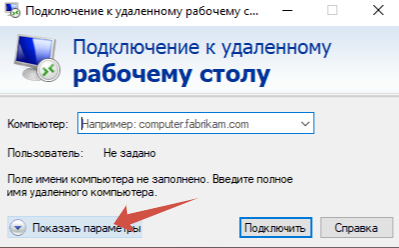 Подключение к удаленному рабочему с...
Подключение к удаленному
рабочему столу
Компьютер: Например: computer.fabrikam.com
Пользователь: Не задано
Поле имени компьютера не заполнено. Введите полное
имя удаленного компьютера.
Показать параметры Подключить Справка